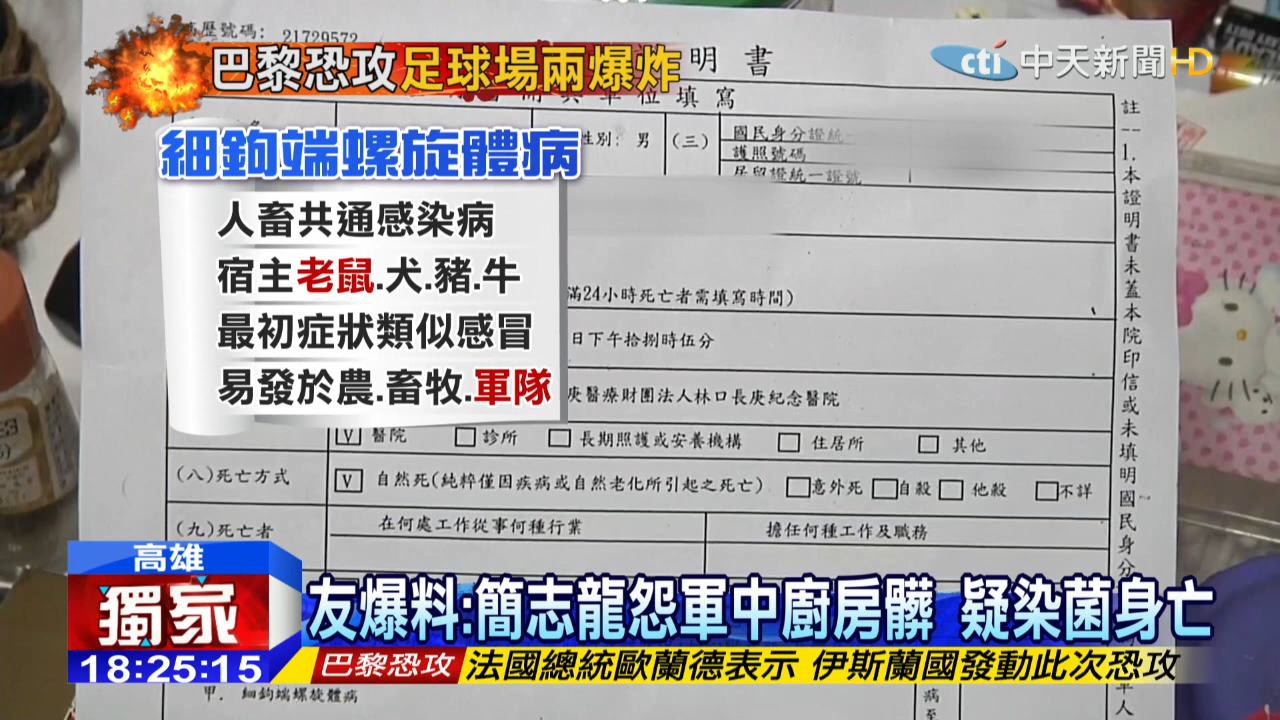 病歷號碼: 21729572
巴黎恐攻足球場兩爆炸
明書
cti 中天新聞HD
位填寫
細鉤端螺旋體病
性別: 男
(三)
國民身分證統一
護照號碼
居留證統一證號
人畜共通感染病
宿主老鼠.犬.豬.牛
最初症狀類似感冒
易發於農.畜牧.軍隊
滿24小時死亡者需填寫時間)
日下午拾捌時伍分
庚醫療財團法人林口長庚紀念醫院
V 醫院 診所 長期照護或安養機構 住居所 其他
(八)死亡方式
V 自然死(純粹僅因疾病或自然老化所引起之死亡) 意外死 自殺 他殺 不詳
(九)死亡者
在何處工作從事何種行業
擔任何種工作及職務
註
1.本證明書未蓋本院印信或未填明國民身分
高雄
獨家
18:25:15
友爆料:簡志龍怨軍中廚房髒 疑染菌身亡
巴黎恐攻 法國總統歐蘭德表示 伊斯蘭國發動此次恐攻
甲. 細鉤端螺旋體病
病至
單人